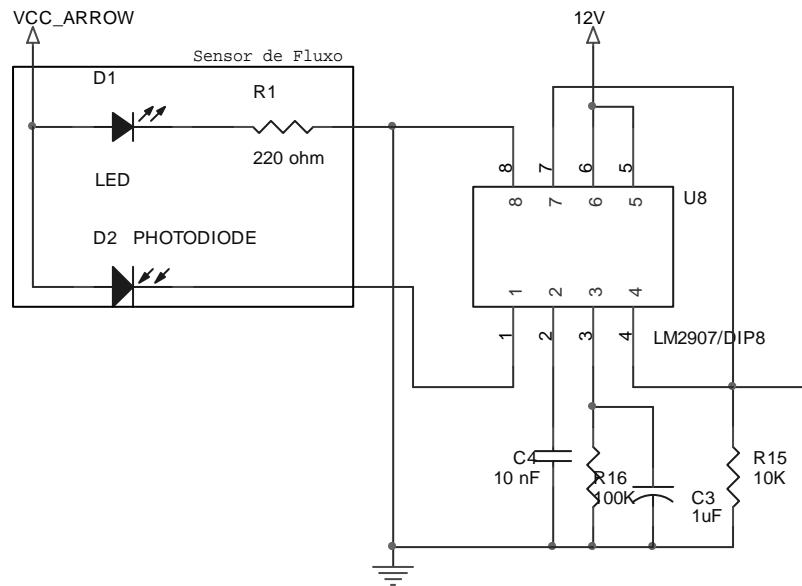 VCC_ARROW
12V
Sensor de Fluxo
D1
R1
LED
220 ohm
D2 PHOTODIODE
8 7 6 5
8 7 6 5
U8
1 2 3 4
1 2 3 4
LM2907/DIP8
C4
10 nF
R16
100K
C3
1uF
R15
10K